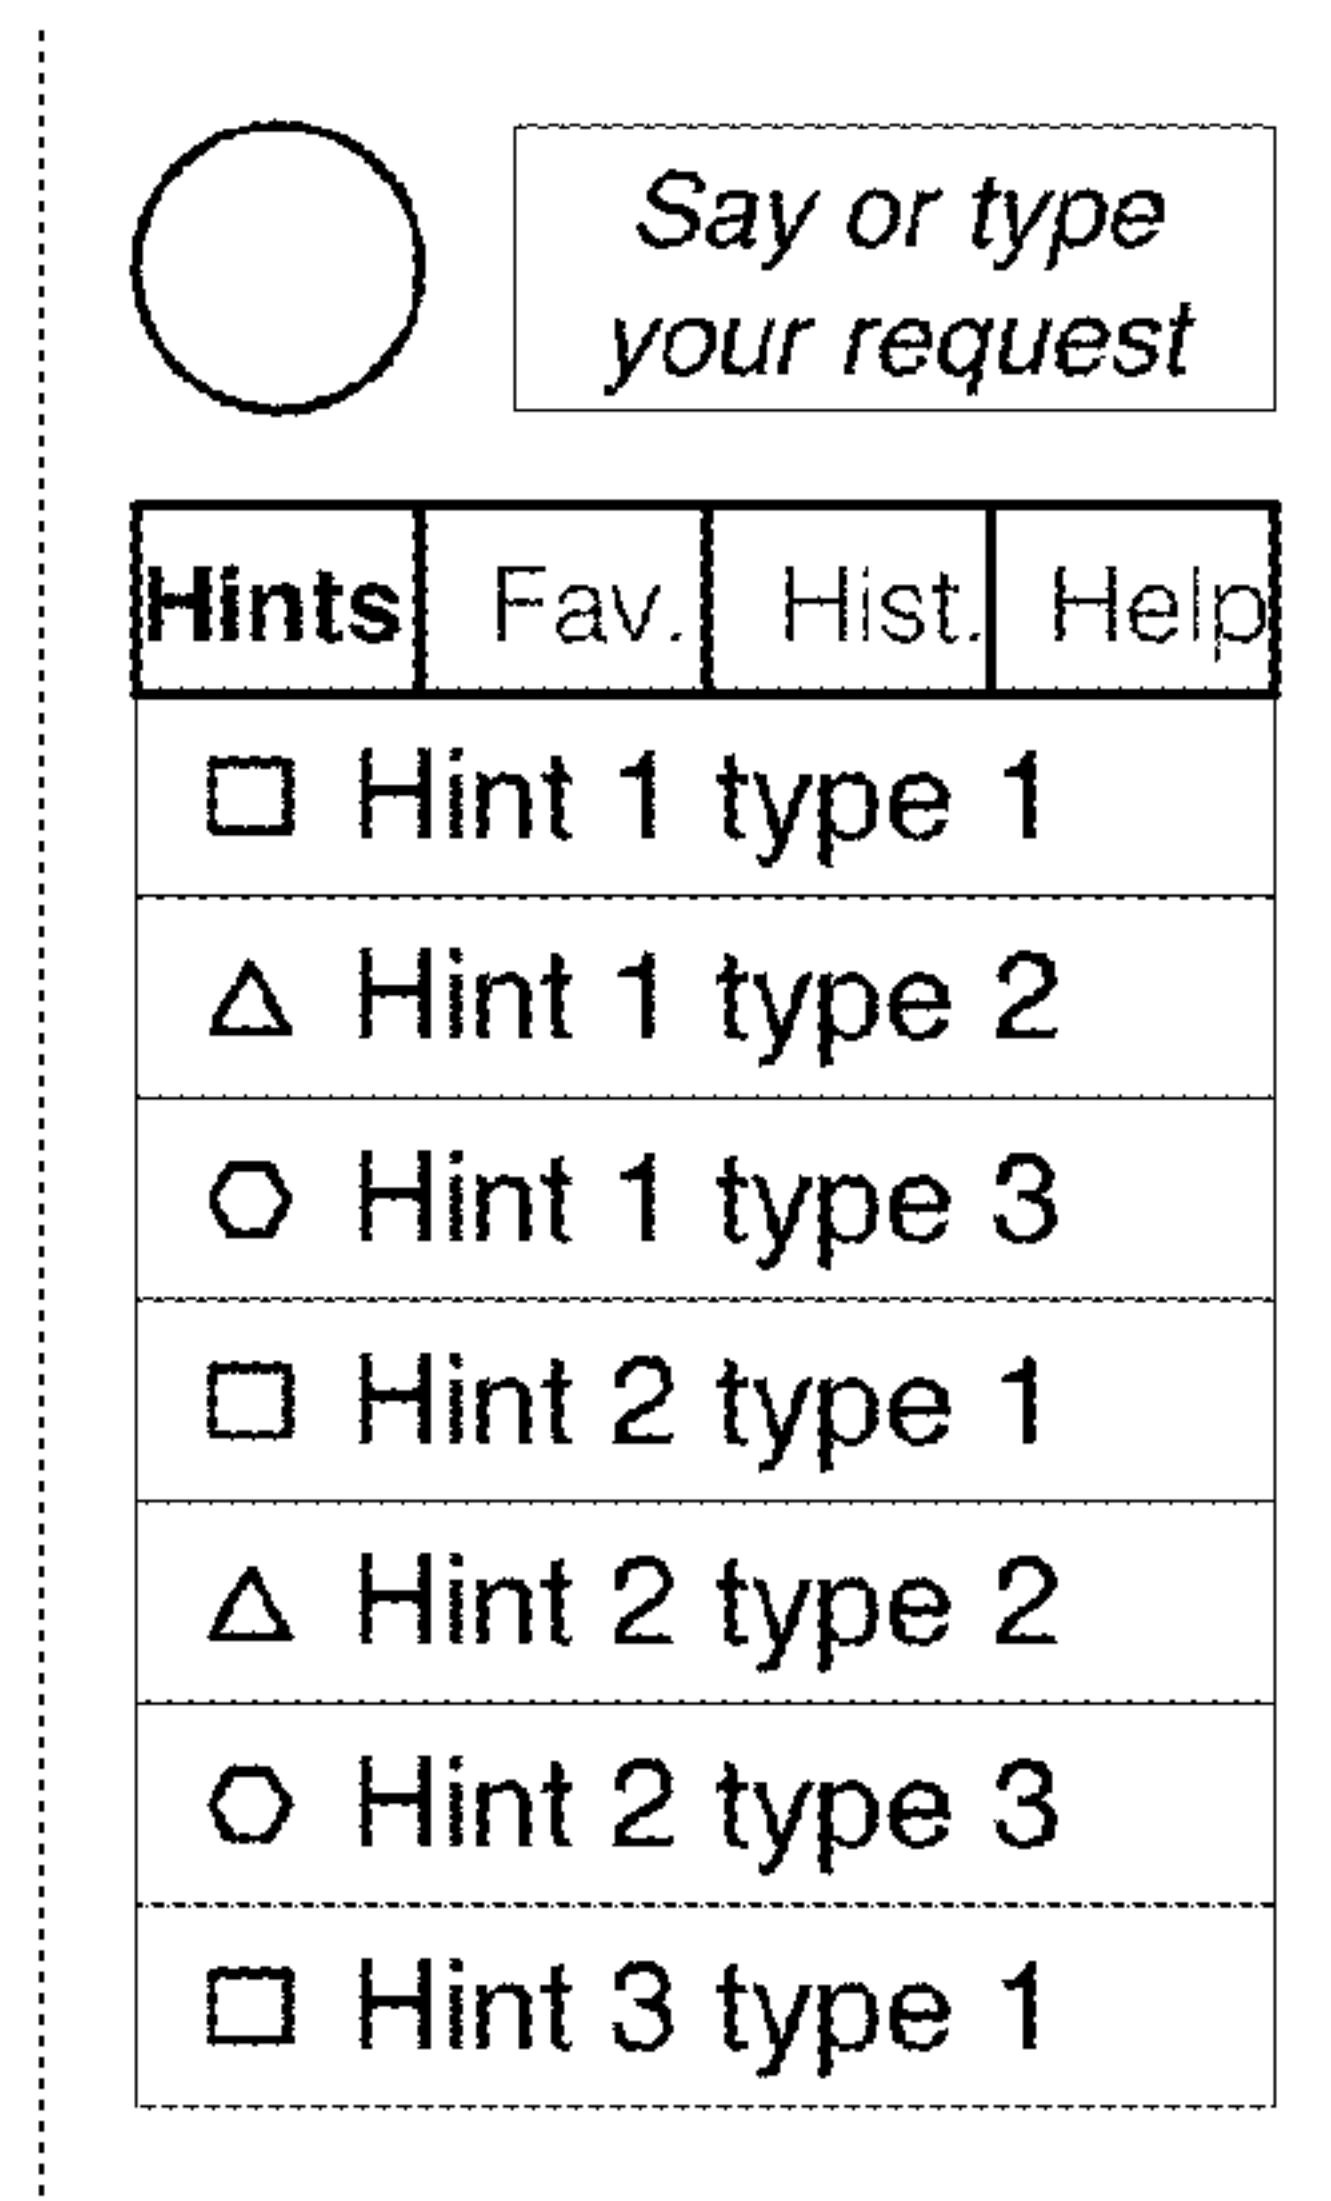 Say or type
your request
Hints Fav. Hist. Help
Hint 1 type 1
Hint 1 type 2
Hint 1 type 3
Hint 2 type 1
Hint 2 type 2
Hint 2 type 3
Hint 3 type 1